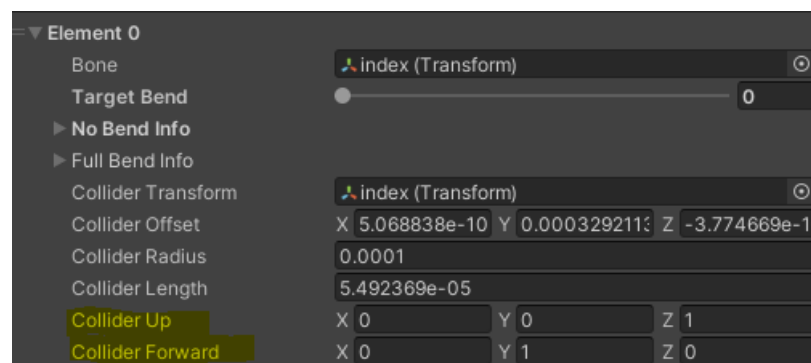 Element 0
Bone index (Transform)
Target Bend 0
No Bend Info
Full Bend Info
Collider Transform index (Transform)
Collider Offset X 5.068838e-10 Y 0.0003292113 Z -3.774669e-1
Collider Radius 0.0001
Collider Length 5.492369e-05
Collider Up X 0 Y 0 Z 1
Collider Forward X 0 Y 1 Z 0